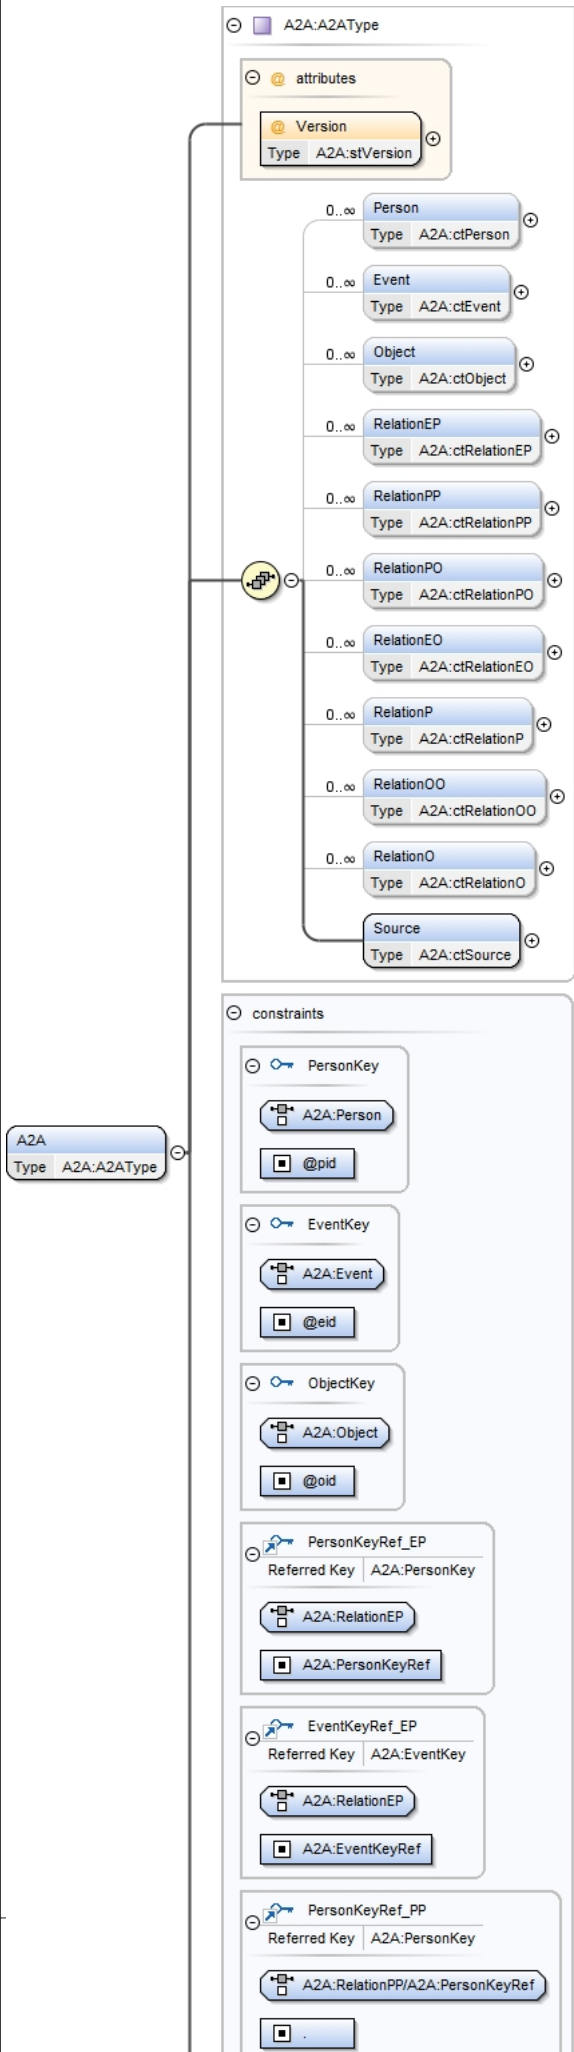 A2A:A2AType
@ attributes
@ Version
Type A2A:stVersion
0..∞ Person
Type A2A:ctPerson
0..∞ Event
Type A2A:ctEvent
0..∞ Object
Type A2A:ctObject
0..∞ RelationEP
Type A2A:ctRelationEP
0..∞ RelationPP
Type A2A:ctRelationPP
0..∞ RelationPO
Type A2A:ctRelationPO
0..∞ RelationEO
Type A2A:ctRelationEO
0..∞ RelationP
Type A2A:ctRelationP
0..∞ RelationOO
Type A2A:ctRelationOO
0..∞ RelationO
Type A2A:ctRelationO
Source
Type A2A:ctSource
A2A
Type A2A:A2AType
constraints
PersonKey
A2A:Person
@pid
EventKey
A2A:Event
@eid
ObjectKey
A2A:Object
@oid
PersonKeyRef_EP
Referred Key A2A:PersonKey
A2A:RelationEP
A2A:PersonKeyRef
EventKeyRef_EP
Referred Key A2A:EventKey
A2A:RelationEP
A2A:EventKeyRef
PersonKeyRef_PP
Referred Key A2A:PersonKey
A2A:RelationPP/A2A:PersonKeyRef
.